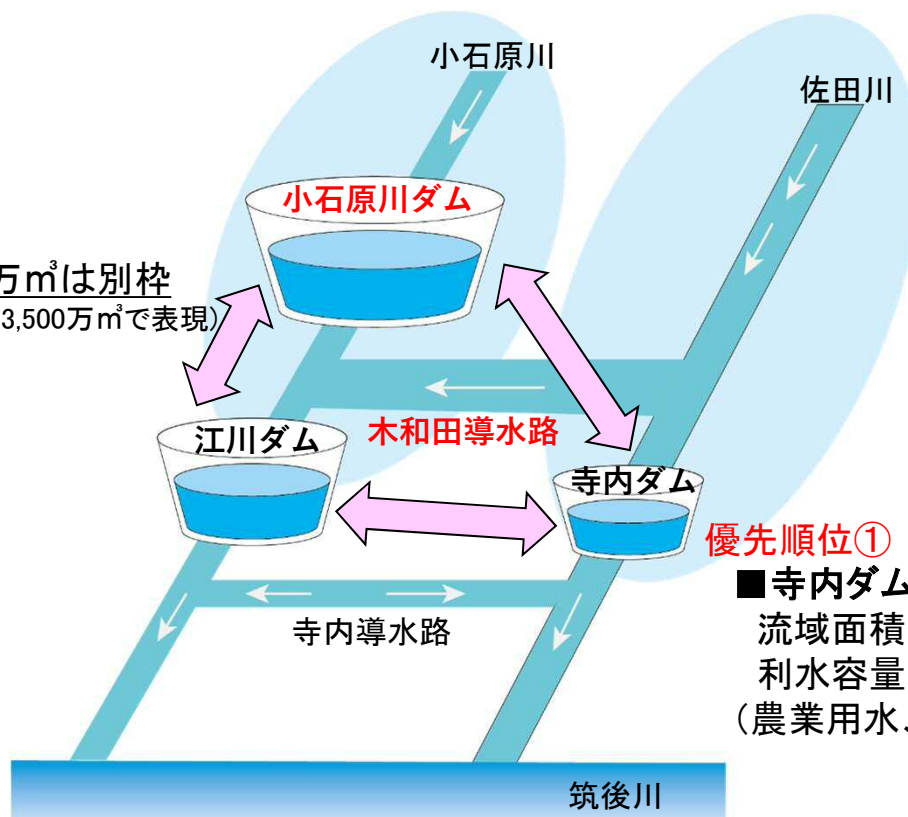 小石原川
佐田川
小石原川ダム
万㎥は別枠
3,500万㎥で表現)
木和田導水路
江川ダム
寺内ダム
優先順位①
■寺内ダム
流域面積
利水容量
(農業用水、
寺内導水路
筑後川